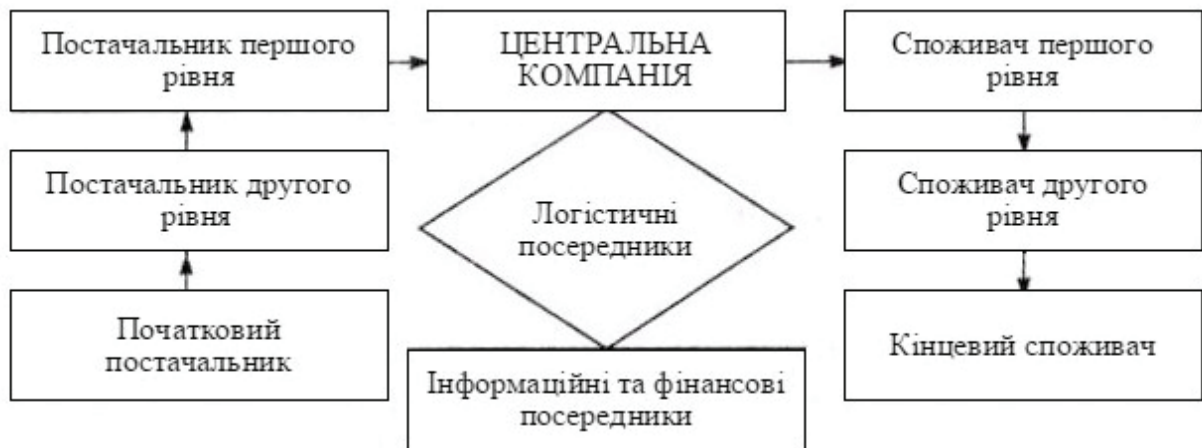 Постачальник першого
рівня
ЦЕНТРАЛЬНА
КОМПАНІЯ
Споживач першого
рівня
Постачальник другого
рівня
Логістичні
посередники
Споживач другого
рівня
Початковий
постачальник
Інформаційні та фінансові
посередники
Кінцевий споживач